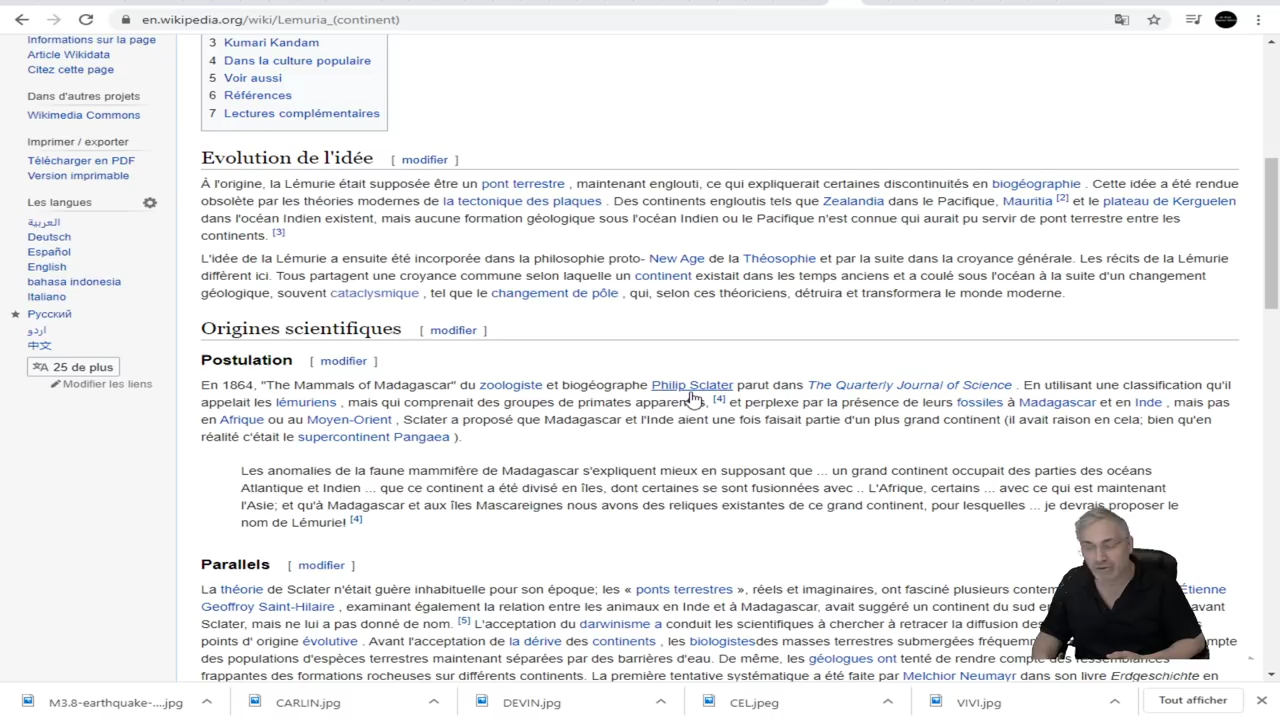 en.wikipedia.org/wiki/Lemuria_(continent)
Informations sur la page
Article Wikidata
Citez cette page
Dans d'autres projets
Wikimedia Commons
Imprimer / exporter
Télécharger en PDF
Version imprimable
Les langues
العربية
Deutsch
Español
English
bahasa indonesia
Italiano
Русский
اردو
中文
25 de plus
Modifier les liens
3 Kumari Kandam
4 Dans la culture populaire
5 Voir aussi
6 Références
7 Lectures complémentaires
Evolution de l'idée [ modifier ]
À l'origine, la Lémurie était supposée être un pont terrestre , maintenant englouti, ce qui expliquerait certaines discontinuités en biogéographie . Cette idée a été rendue
obsolète par les théories modernes de la tectonique des plaques . Des continents engloutis tels que Zealandia dans le Pacifique, Mauritia [2] et le plateau de Kerguelen
dans l'océan Indien existent, mais aucune formation géologique sous l'océan Indien ou le Pacifique n'est connue qui aurait pu servir de pont terrestre entre les
continents. [3]
L'idée de la Lémurie a ensuite été incorporée dans la philosophie proto- New Age de la Théosophie et par la suite dans la croyance générale. Les récits de la Lémurie
diffèrent ici. Tous partagent une croyance commune selon laquelle un continent existait dans les temps anciens et a coulé sous l'océan à la suite d'un changement
géologique, souvent cataclysmique , tel que le changement de pôle , qui, selon ces théoriciens, détruira et transformera le monde moderne.
Origines scientifiques [ modifier ]
Postulation [ modifier ]
En 1864, "The Mammals of Madagascar" du zoologiste et biogéographe Philip Sclater parut dans The Quarterly Journal of Science . En utilisant une classification qu'il
appelait les lémuriens , mais qui comprenait des groupes de primates apparentés, [4] et perplexe par la présence de leurs fossiles à Madagascar et en Inde , mais pas
en Afrique ou au Moyen-Orient , Sclater a proposé que Madagascar et l'Inde aient une fois faisait partie d'un plus grand continent (il avait raison en cela; bien qu'en
réalité c'était le supercontinent Pangaea ).
Les anomalies de la faune mammifère de Madagascar s'expliquent mieux en supposant que ... un grand continent occupait des parties des océans
Atlantique et Indien ... que ce continent a été divisé en îles, dont certaines se sont fusionnées avec .. L'Afrique, certains ... avec ce qui est maintenant
l'Asie; et qu'à Madagascar et aux îles Mascareignes nous avons des reliques existantes de ce grand continent, pour lesquelles ... je devrais proposer le
nom de Lémurie! [4]
Parallels [ modifier ]
La théorie de Sclater n'était guère inhabituelle pour son époque; les « ponts terrestres », réels et imaginaires, ont fasciné plusieurs Étienne
Geoffroy Saint-Hilaire , examinant également la relation entre les animaux en Inde et à Madagascar, avait suggéré un continent du sud avant
Sclater, mais ne lui a pas donné de nom. [5] L'acceptation du darwinisme a conduit les scientifiques à chercher à retracer la diffusion
points d' origine évolutive . Avant l'acceptation de la dérive des continents , les biologistesdes masses terrestres submergées
des populations d'espèces terrestres maintenant séparées par des barrières d'eau. De même, les géologues ont tenté de rendre compte des ressemblances
frappantes des formations rocheuses sur différents continents. La première tentative systématique a été faite par Melchior Neumayr dans son livre Erdgeschichte en
M3.8-earthquake-....jpg
CARLIN.jpg
DEVIN.jpg
CEL.jpeg
VIVI.jpg
Tout afficher